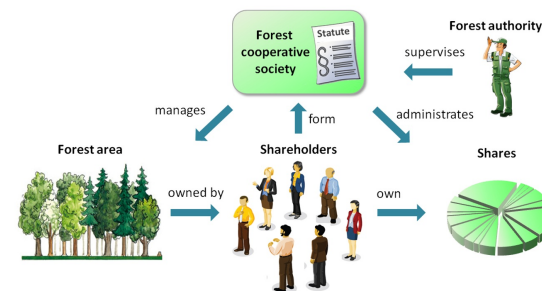 Forest
cooperative
society
Statute
§
§
Forest authority
supervises
manages
form
administrates
Forest area
Shareholders
Shares
owned by
own